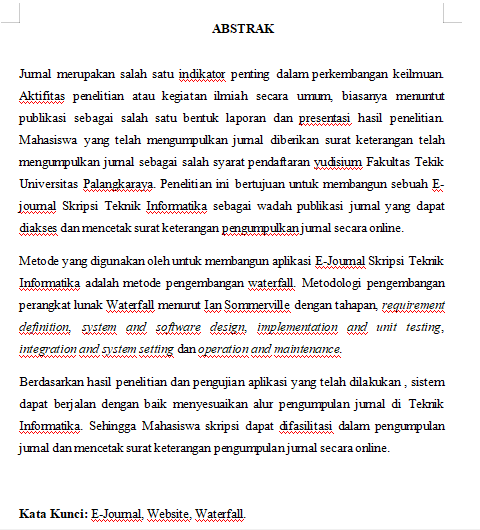 ABSTRAK
Jurnal merupakan salah satu indikator penting dalam perkembangan keilmuan.
Aktifitas penelitian atau kegiatan ilmiah secara umum, biasanya menuntut
publikasi sebagai salah satu bentuk laporan dan presentasi hasil penelitian.
Mahasiswa yang telah mengumpulkan jurnal diberikan surat keterangan telah
mengumpulkan jurnal sebagai salah syarat pendaftaran yudisium Fakultas Tekik
Universitas Palangkaraya. Penelitian ini bertujuan untuk membangun sebuah E-
journal Skripsi Teknik Informatika sebagai wadah publikasi jurnal yang dapat
diakses dan mencetak surat keterangan pengumpulkan jurnal secara online.
Metode yang digunakan oleh untuk membangun aplikasi E-Journal Skripsi Teknik
Informatika adalah metode pengembangan waterfall. Metodologi pengembangan
perangkat lunak Waterfall menurut Ian Sommerville dengan tahapan, requirement
definition, system and software design, implementation and unit testing,
integration and system setting dan operation and maintenance.
Berdasarkan hasil penelitian dan pengujian aplikasi yang telah dilakukan , sistem
dapat berjalan dengan baik menyesuaikan alur pengumpulan jurnal di Teknik
Informatika. Sehingga Mahasiswa skripsi dapat difasilitasi dalam pengumpulan
jurnal dan mencetak surat keterangan pengumpulan jurnal secara online.
Kata Kunci: E-Journal, Website, Waterfall.